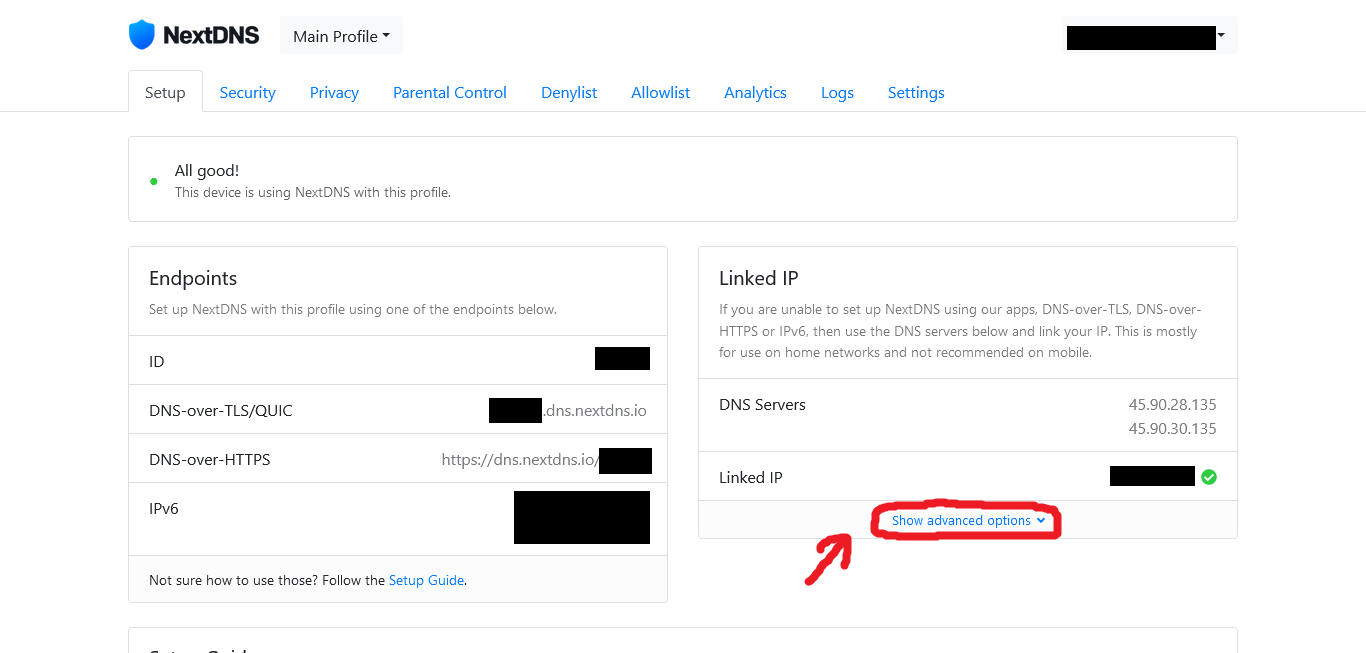 NextDNS
Main Profile
Setup
Security
Privacy
Parental Control
Denylist
Allowlist
Analytics
Logs
Settings
All good!
This device is using NextDNS with this profile.
Endpoints
Set up NextDNS with this profile using one of the endpoints below.
ID
DNS-over-TLS/QUIC
.dns.nextdns.io
DNS-over-HTTPS
https://dns.nextdns.io/
IPv6
Not sure how to use those? Follow the Setup Guide.
Linked IP
If you are unable to set up NextDNS using our apps, DNS-over-TLS, DNS-over-
HTTPS or IPv6, then use the DNS servers below and link your IP. This is mostly
for use on home networks and not recommended on mobile.
DNS Servers
45.90.28.135
45.90.30.135
Linked IP
Show advanced options